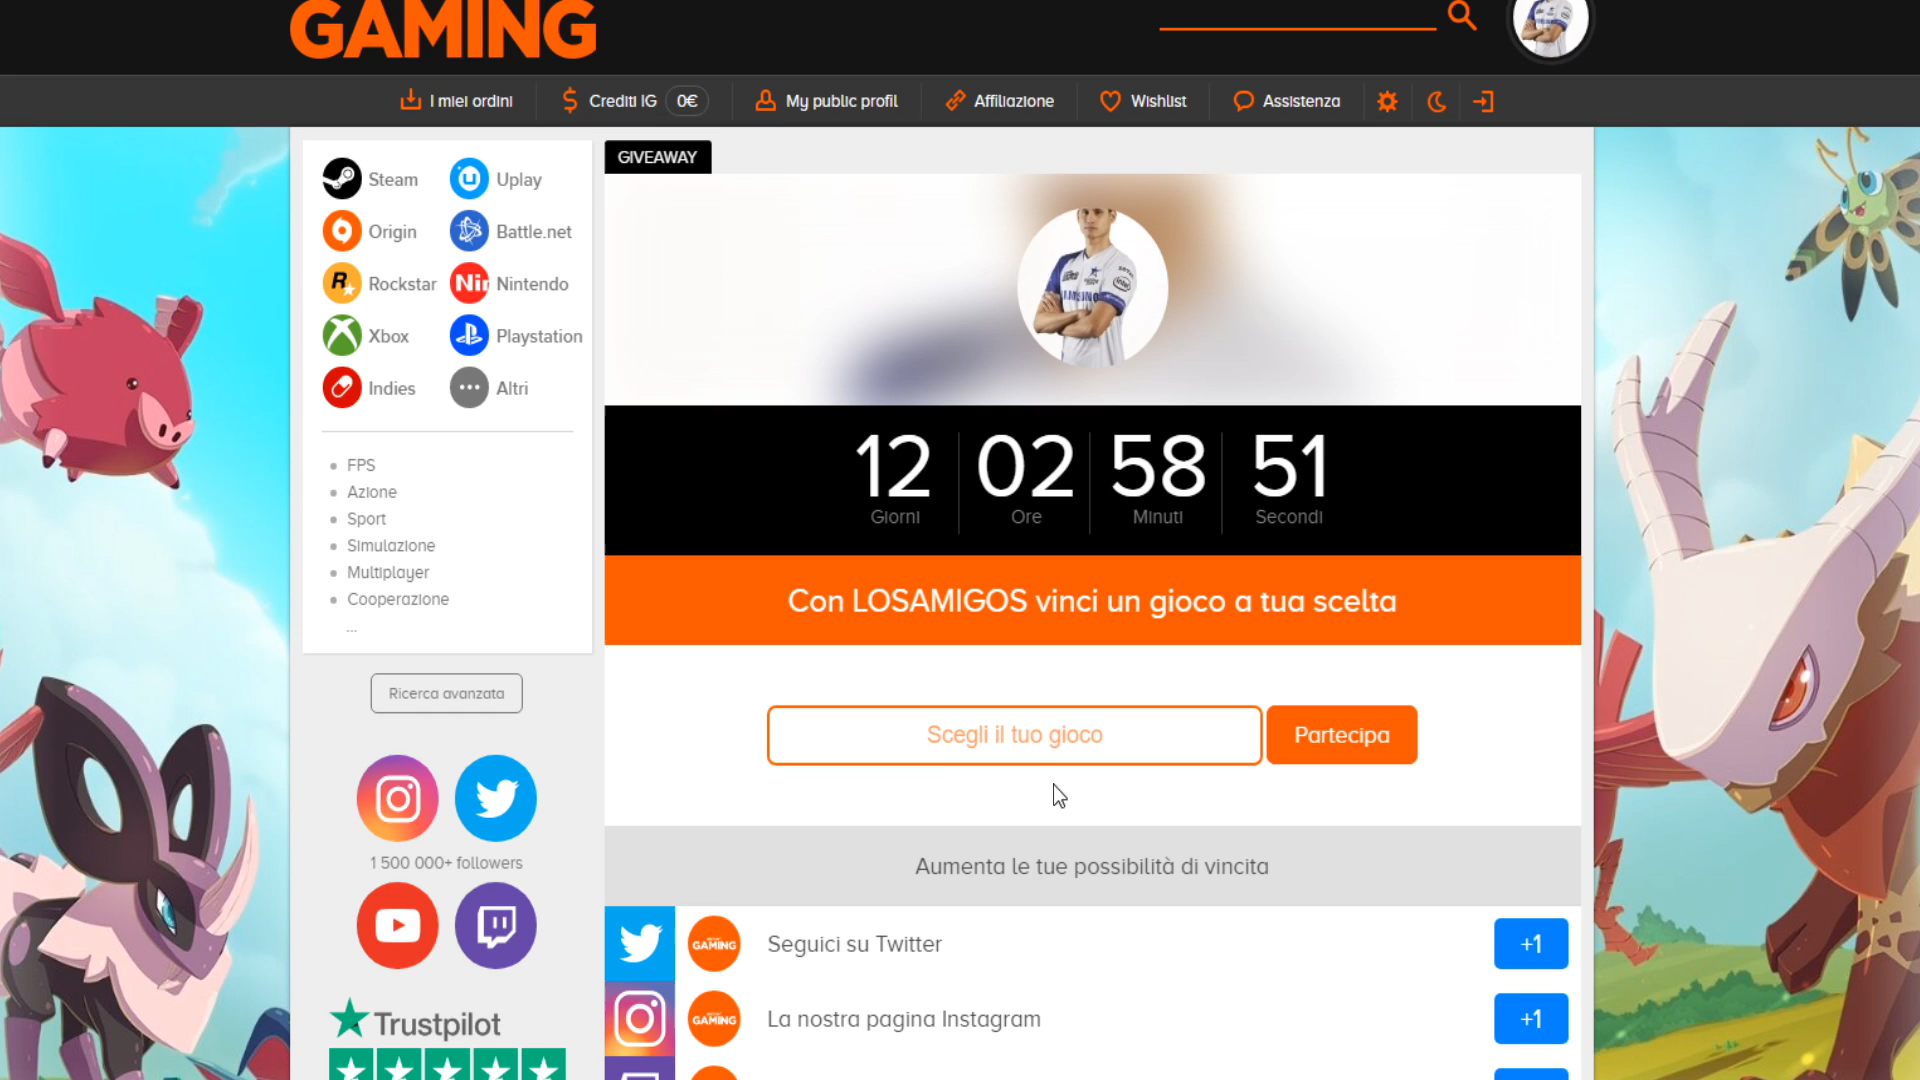 GAMING
I miei ordini
Crediti IG 0€
My public profil
Affiliazione
Wishlist
Assistenza
Steam
Uplay
Origin
Battle.net
Rockstar
Nintendo
Xbox
Playstation
Indies
Altri
FPS
Azione
Sport
Simulazione
Multiplayer
Cooperazione
...
Ricerca avanzata
1 500 000+ followers
Trustpilot
GIVEAWAY
12 02 58 51
Giorni Ore Minuti Secondi
Con LOSAMIGOS vinci un gioco a tua scelta
Scegli il tuo gioco
Partecipa
Aumenta le tue possibilità di vincita
GAMING
Seguici su Twitter
+1
GAMING
La nostra pagina Instagram
+1